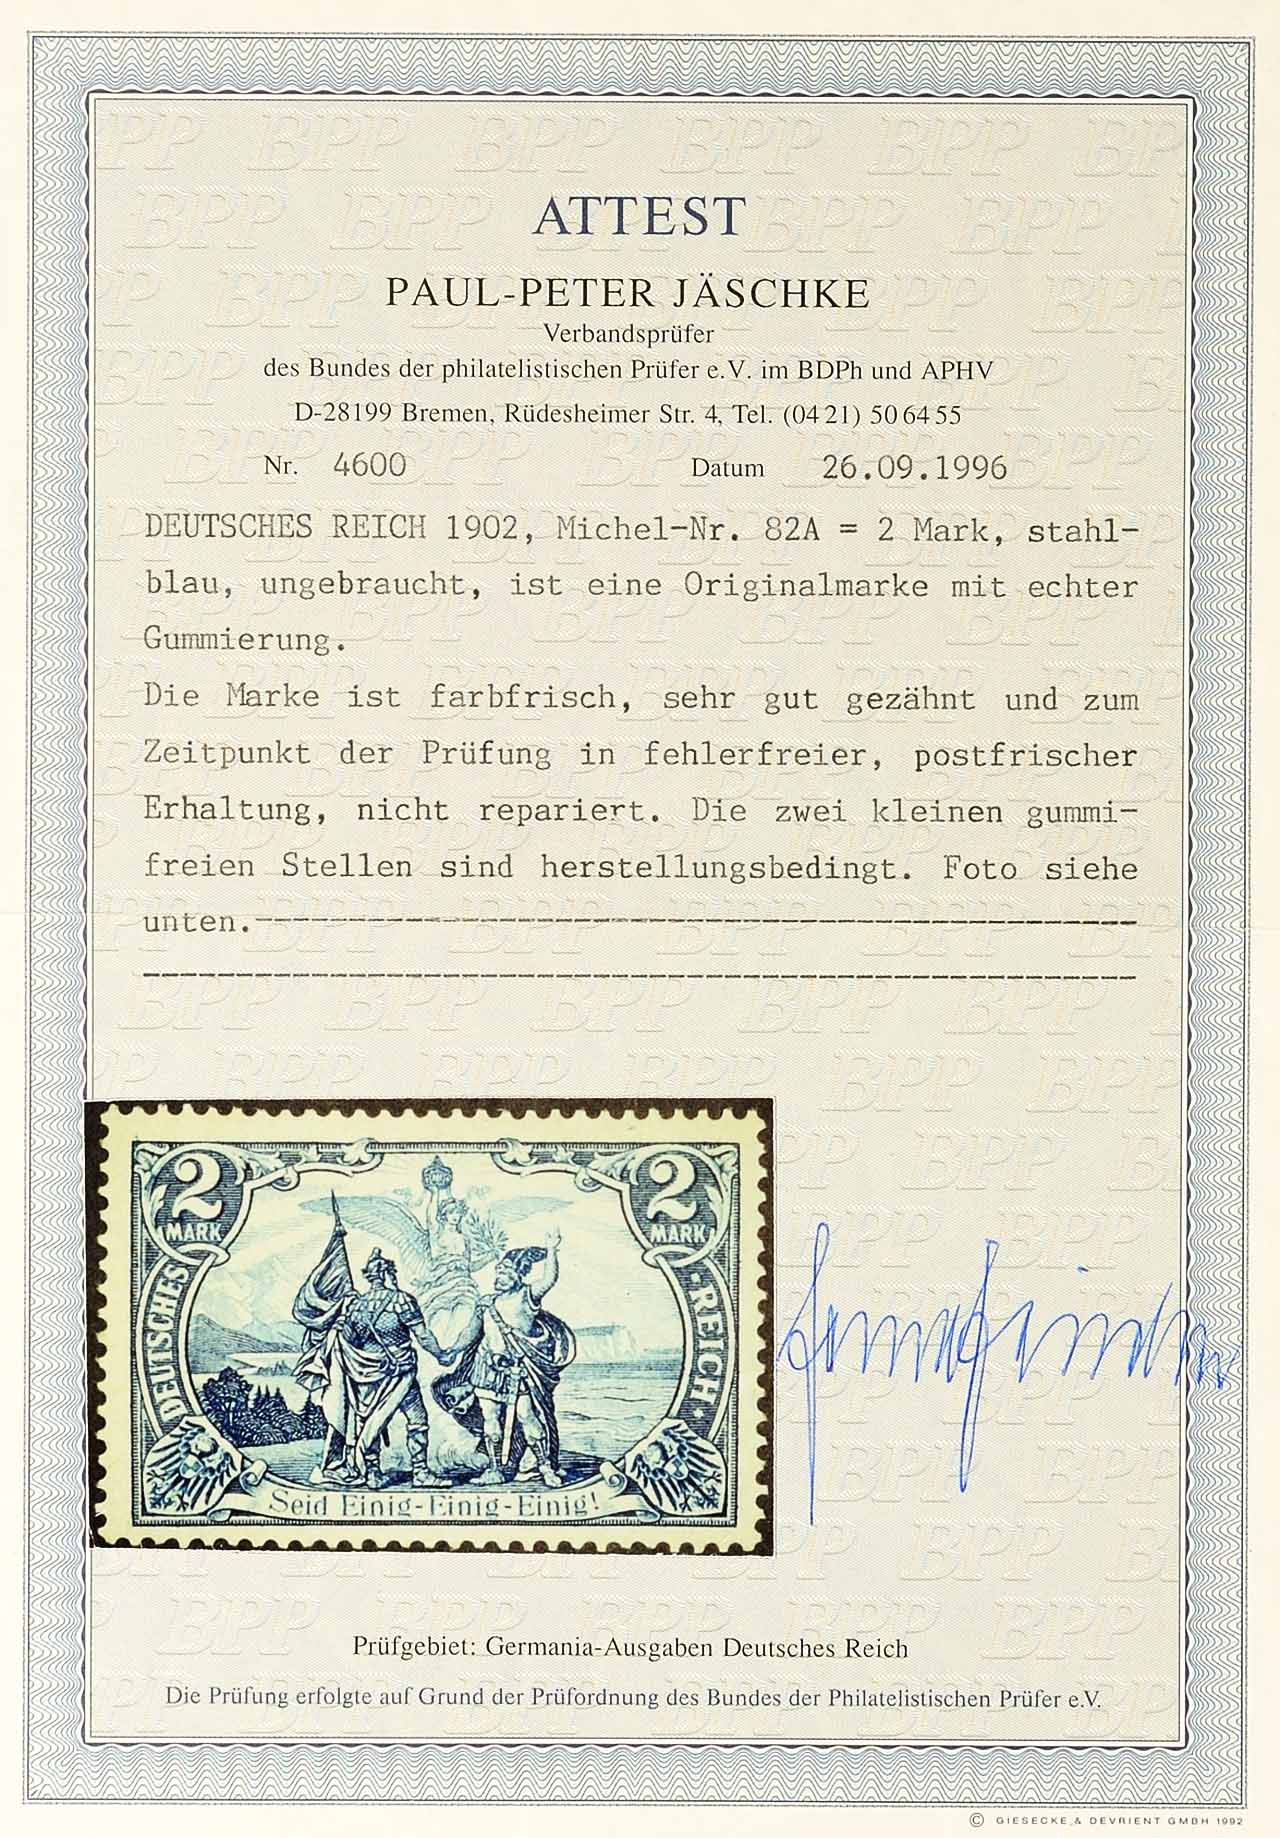 ATTEST
PAUL-PETER JÄSCHKE
Verbandsprüfer
des Bundes der philatelistischen Prüfer e.V. im BDPh und APHV
D-28199 Bremen, Rüdesheimer Str. 4, Tel. (04 21) 50 64 55
Nr. 4600 Datum 26.09.1996
DEUTSCHES REICH 1902, Michel-Nr. 82A = 2 Mark, stahl-
blau, ungebraucht, ist eine Originalmarke mit echter
Gummierung.
Die Marke ist farbfrisch, sehr gut gezähnt und zum
Zeitpunkt der Prüfung in fehlerfreier, postfrischer
Erhaltung, nicht repariert. Die zwei kleinen gummi-
freien Stellen sind herstellungsbedingt. Foto siehe
unten.
2 MARK
2 MARK
DEUTSCHES
REICH
Seid Einig-Einig-Einig!
Prüfgebiet: Germania-Ausgaben Deutsches Reich
Die Prüfung erfolgte auf Grund der Prüfordnung des Bundes der Philatelistischen Prüfer e.V.
© GIESECKE & DEVRIENT GMBH 1992